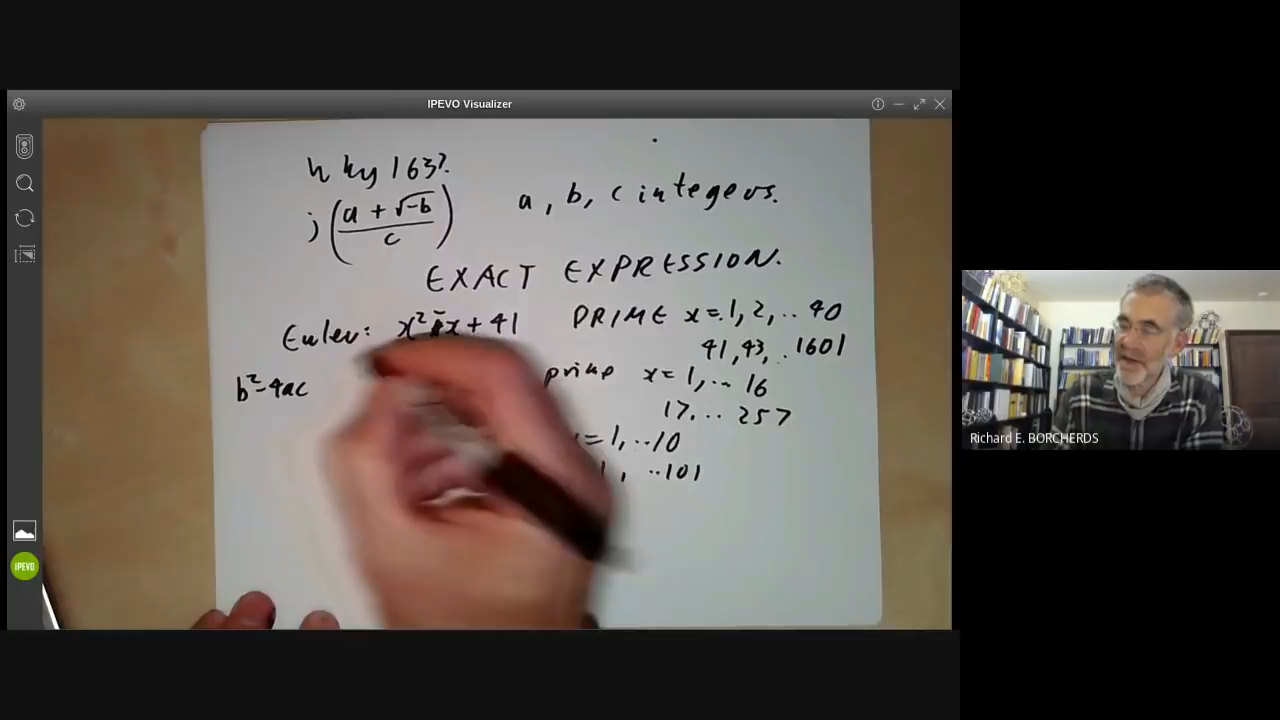 IPEVO Visualizer
Why 163?
j((a + √-b)/c) a, b, c integers.
EXACT EXPRESSION.
Euler: x² - x + 41 PRIME x = 1, 2, .. 40
41, 43, .. 1601
prime x = 1, .. 16
b² - 4ac
17, .. 257
= 1, .. 10
, .. 101
Richard E. BORCHERDS
IPEVO